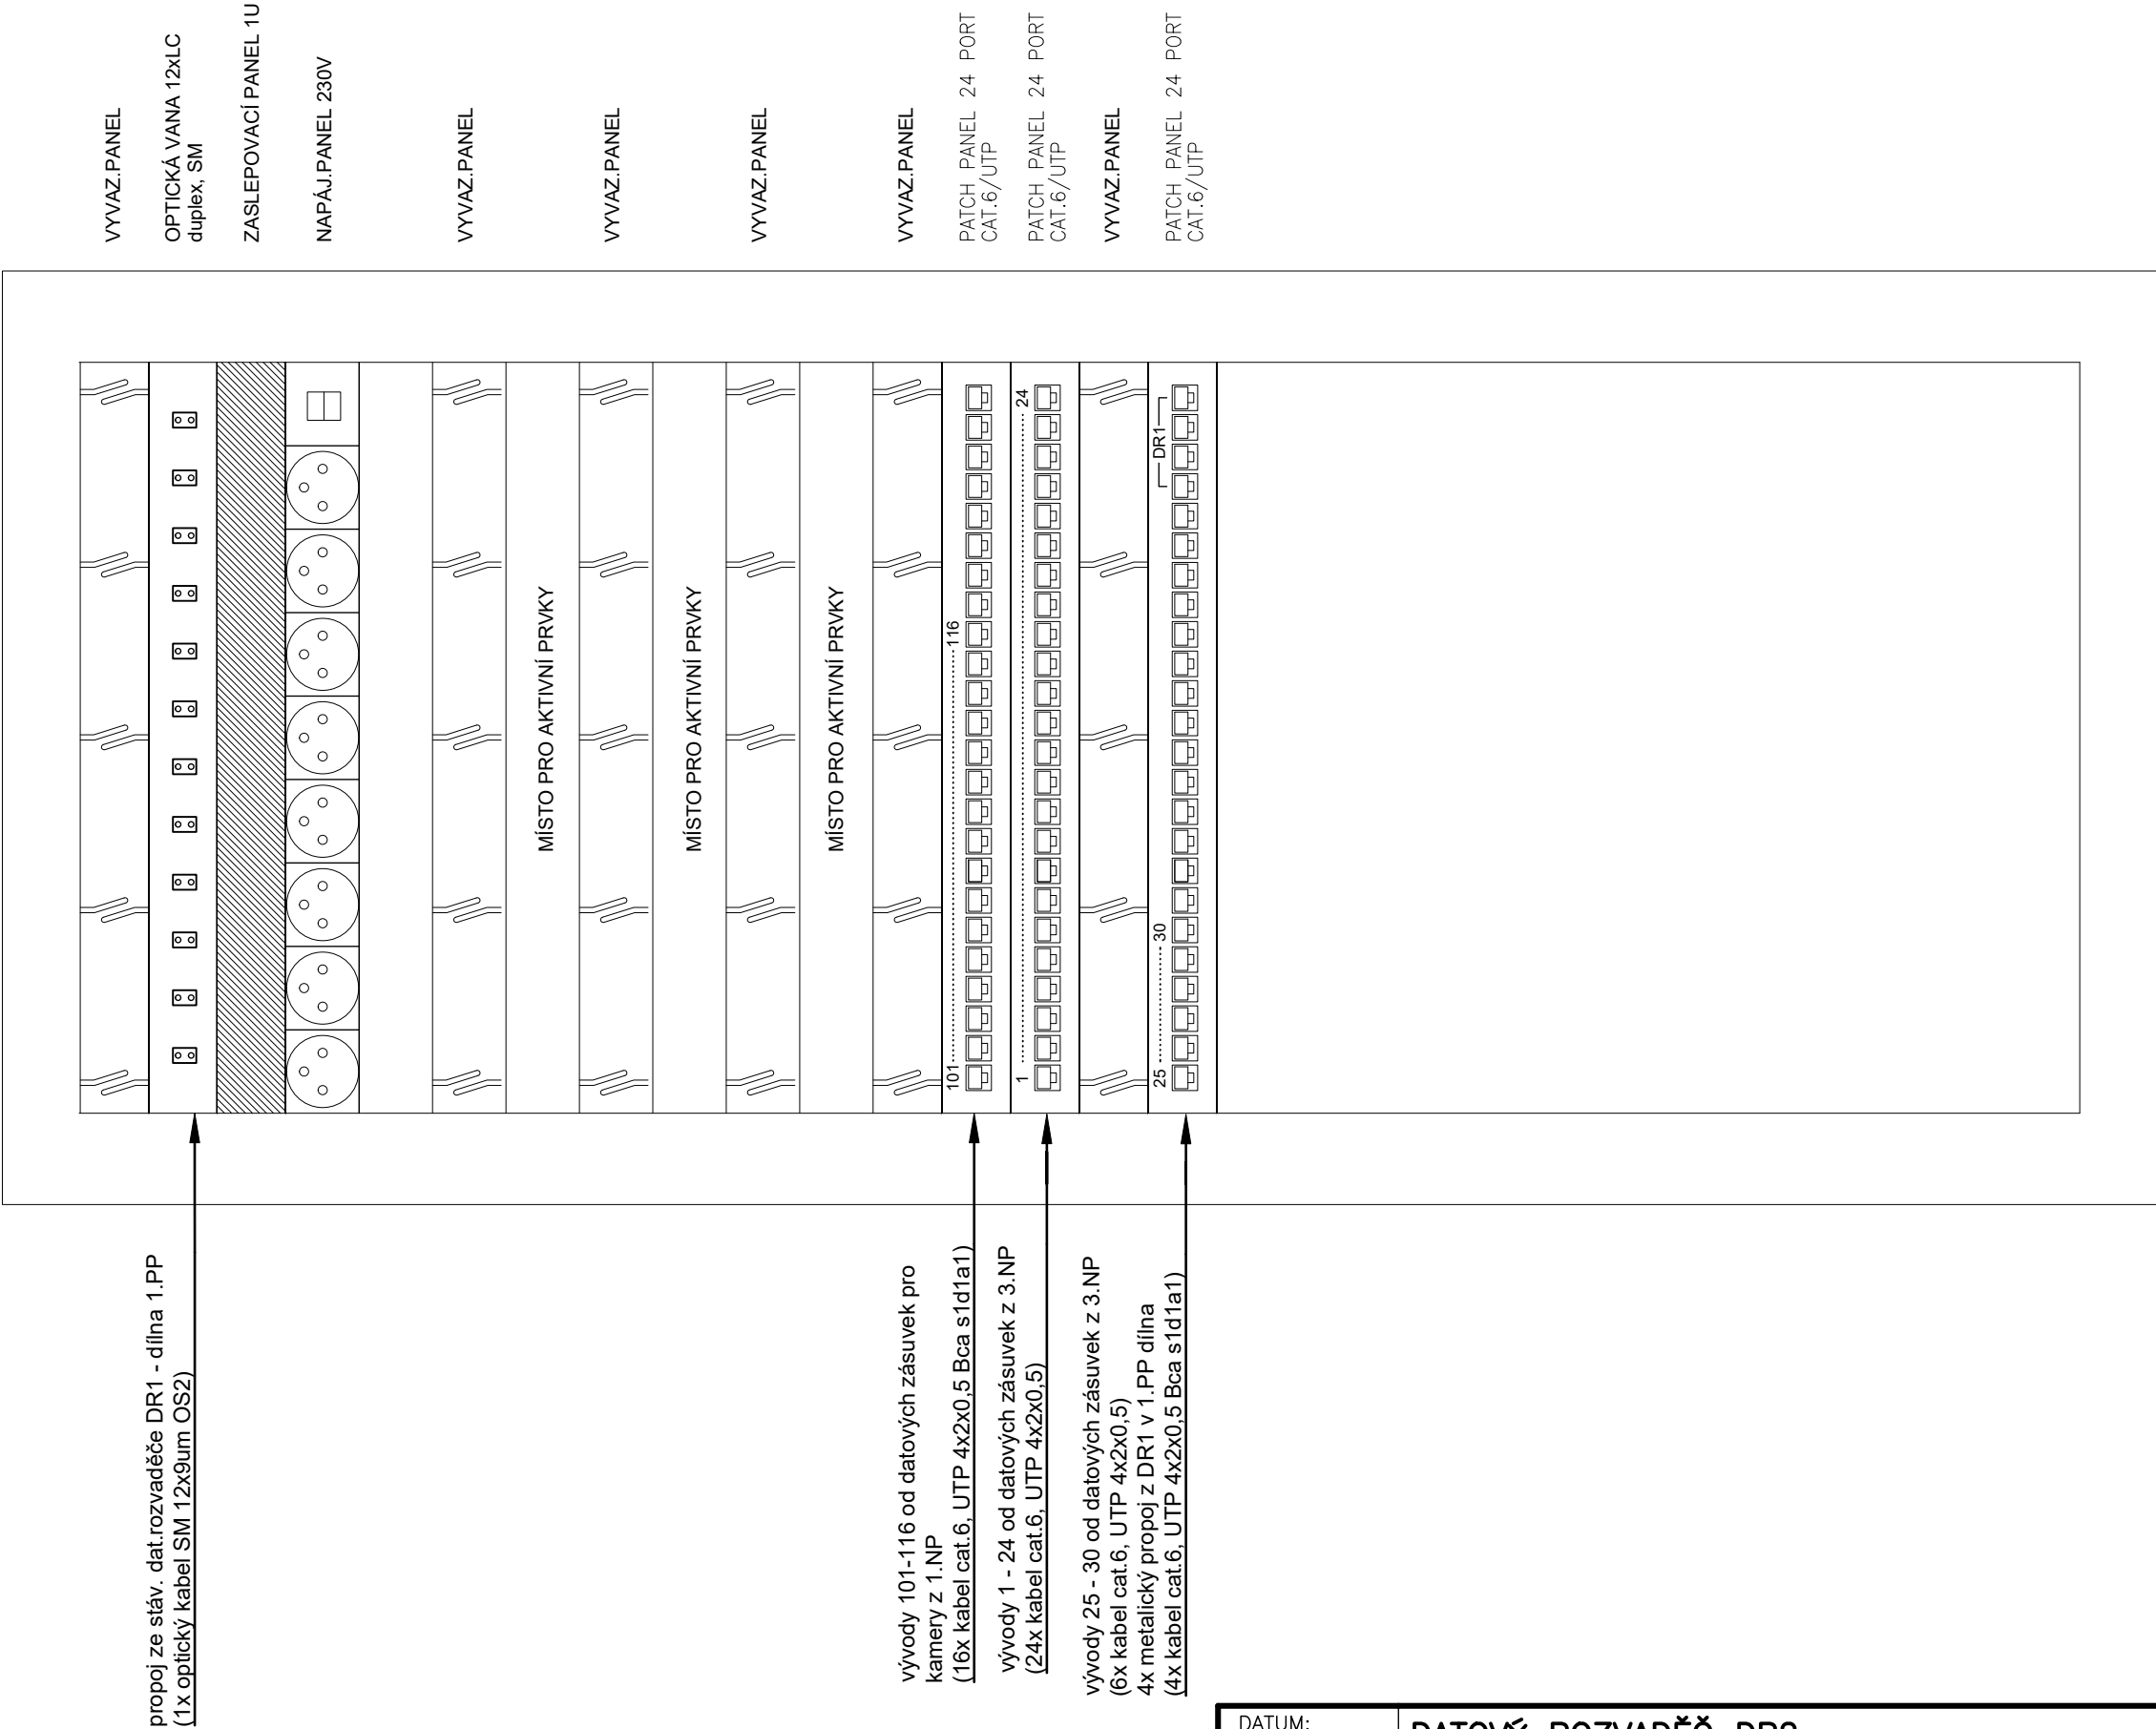 VYVAZ.PANEL
OPTICKÁ VANA 12xLC
duplex, SM
ZASLEPOVACÍ PANEL 1U
NAPÁJ.PANEL 230V
VYVAZ.PANEL
VYVAZ.PANEL
VYVAZ.PANEL
VYVAZ.PANEL
PATCH PANEL 24 PORT
CAT.6/UTP
PATCH PANEL 24 PORT
CAT.6/UTP
VYVAZ.PANEL
PATCH PANEL 24 PORT
CAT.6/UTP
MÍSTO PRO AKTIVNÍ PRVKY
MÍSTO PRO AKTIVNÍ PRVKY
MÍSTO PRO AKTIVNÍ PRVKY
101 116
1 24
25 30 DR1
propoj ze stáv. dat.rozvaděče DR1 - dílna 1.PP
(1x optický kabel SM 12x9um OS2)
vývody 101-116 od datových zásuvek pro
kamery z 1.NP
(16x kabel cat.6, UTP 4x2x0,5 Bca s1d1a1)
vývody 1 - 24 od datových zásuvek z 3.NP
(24x kabel cat.6, UTP 4x2x0,5)
vývody 25 - 30 od datových zásuvek z 3.NP
(6x kabel cat.6, UTP 4x2x0,5)
4x metalický propoj z DR1 v 1.PP dílna
(4x kabel cat.6, UTP 4x2x0,5 Bca s1d1a1)
DATUM:
DATOVÝ ROZVADĚČ